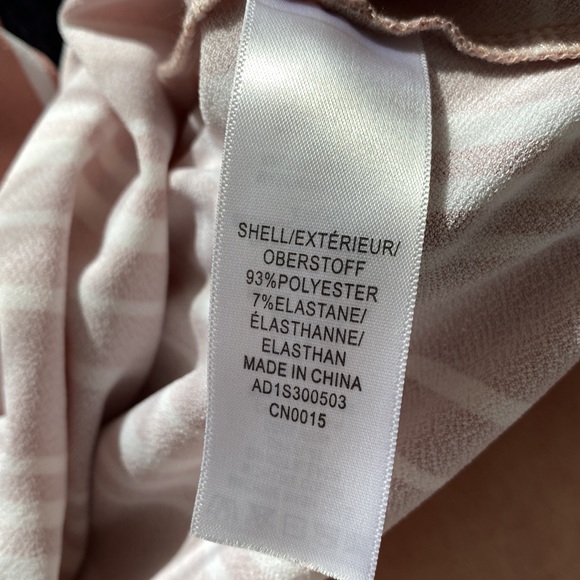 SHELL/EXTÉRIEUR/
OBERSTOFF
93%POLYESTER
7%ELASTANE/
ÉLASTHANNE/
ELASTHAN
MADE IN CHINA
AD1S300503
CN0015